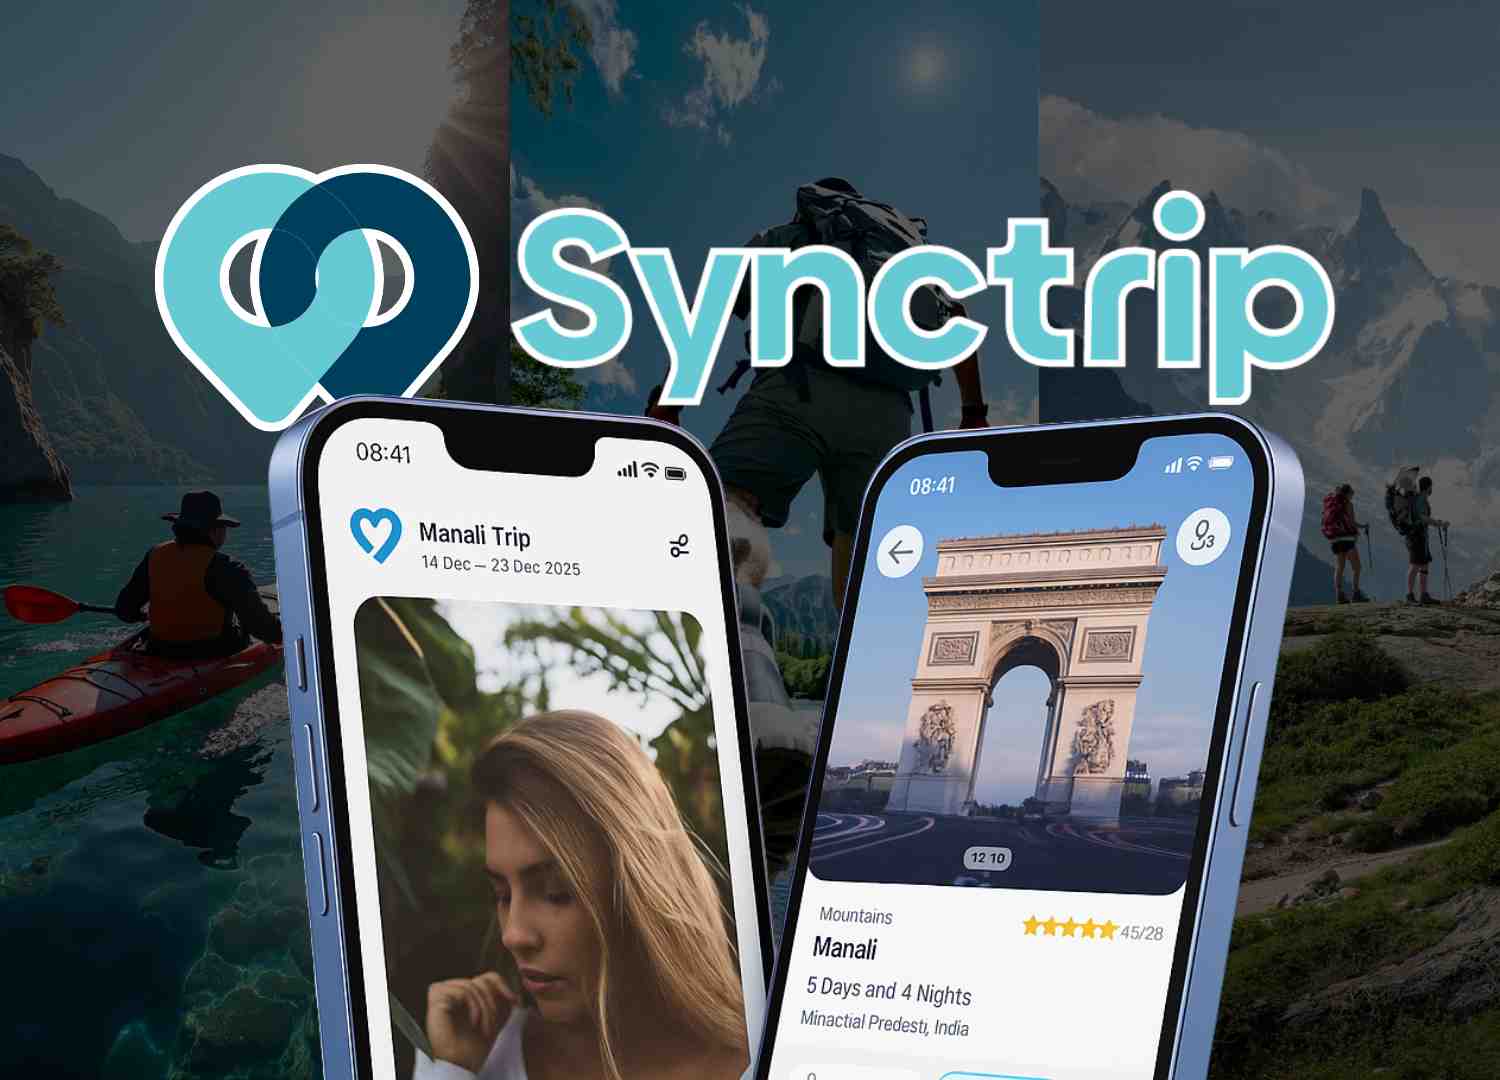 Synctrip
08:41
Manali Trip
14 Dec – 23 Dec 2025
08:41
3
12 10
Mountains
45/28
Manali
5 Days and 4 Nights
Minactial Predesti, India